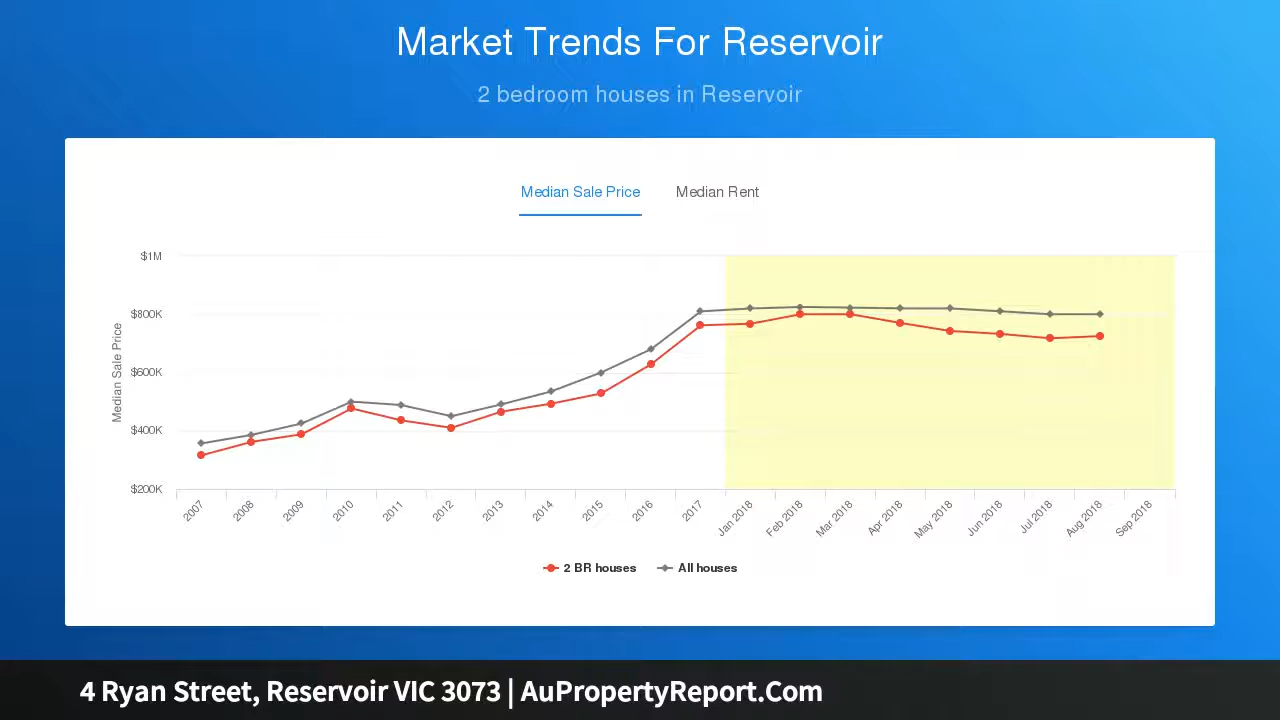 Market Trends For Reservoir
2 bedroom houses in Reservoir
Median Sale Price Median Rent
Median Sale Price
$1M
$800K
$600K
$400K
$200K
2007 2008 2009 2010 2011 2012 2013 2014 2015 2016 2017 Jan 2018 Feb 2018 Mar 2018 Apr 2018 May 2018 Jun 2018 Jul 2018 Aug 2018 Sep 2018
2 BR houses All houses
4 Ryan Street, Reservoir VIC 3073 | AuPropertyReport.Com